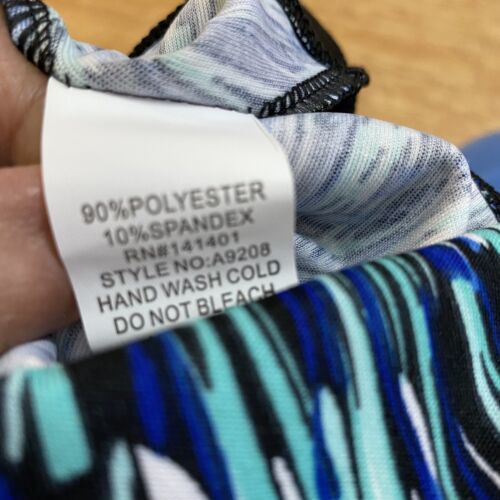 90%POLYESTER
10%SPANDEX
RN#141401
STYLE NO:A9208
HAND WASH COLD
DO NOT BLEACH